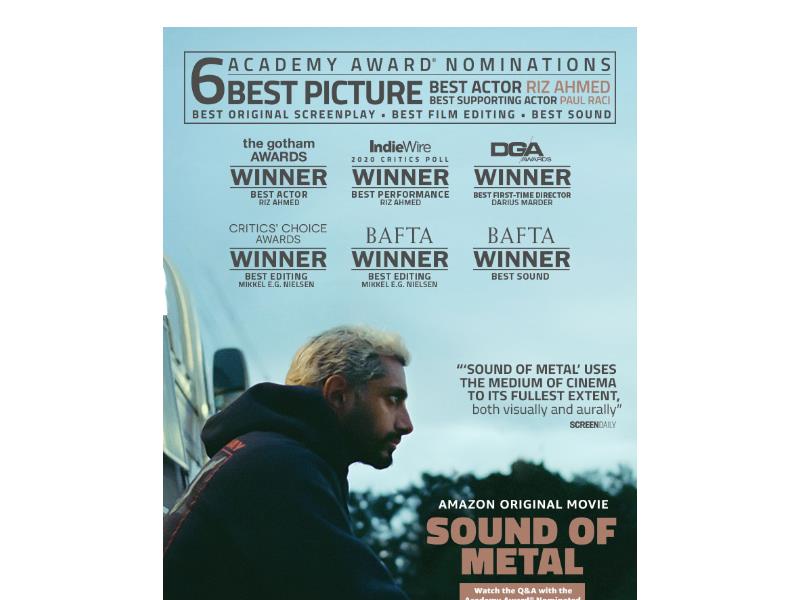 6 ACADEMY AWARD® NOMINATIONS
BEST PICTURE BEST ACTOR RIZ AHMED
BEST SUPPORTING ACTOR PAUL RACI
BEST ORIGINAL SCREENPLAY • BEST FILM EDITING • BEST SOUND
the gotham
AWARDS
WINNER
BEST ACTOR
RIZ AHMED
IndieWire
2020 CRITICS POLL
WINNER
BEST PERFORMANCE
RIZ AHMED
DGA
AWARDS
WINNER
BEST FIRST-TIME DIRECTOR
DARIUS MARDER
CRITICS' CHOICE
AWARDS
WINNER
BEST EDITING
MIKKEL E.G. NIELSEN
BAFTA
WINNER
BEST EDITING
MIKKEL E.G. NIELSEN
BAFTA
WINNER
BEST SOUND
“‘SOUND OF METAL’ USES
THE MEDIUM OF CINEMA
TO ITS FULLEST EXTENT,
both visually and aurally”
SCREENDAILY
AMAZON ORIGINAL MOVIE
SOUND OF
METAL
Watch the Q&A with the
Academy Award® Nominated